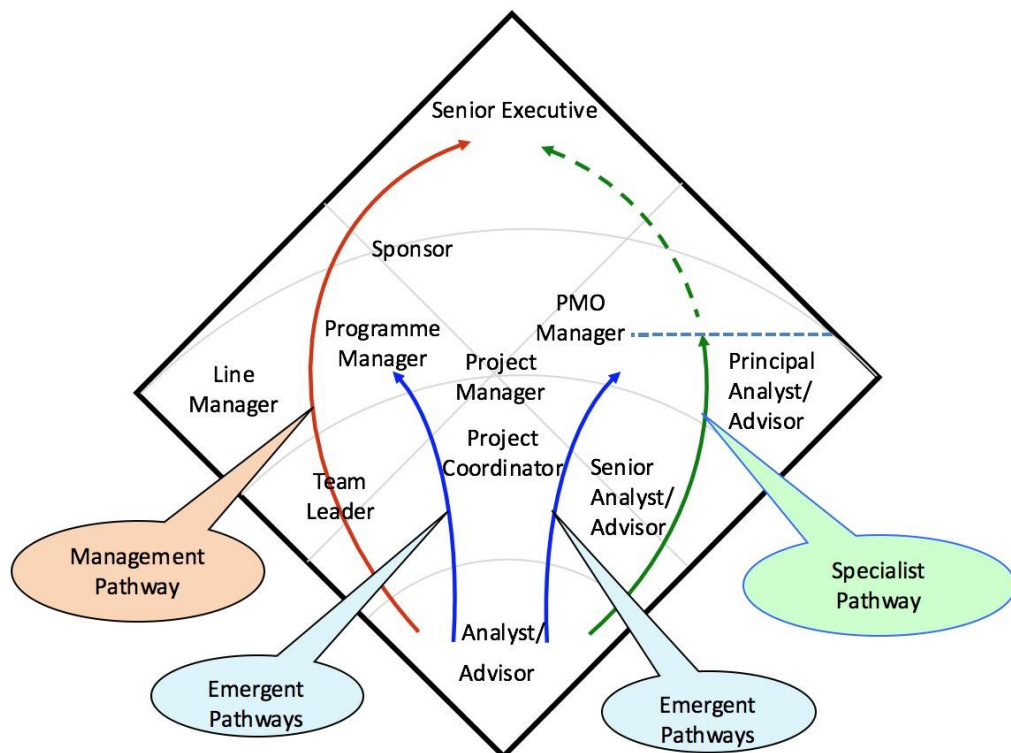 Senior Executive
Sponsor
PMO
Manager
Programme
Manager
Project
Manager
Principal
Analyst/
Advisor
Line
Manager
Project
Coordinator
Team
Leader
Senior
Analyst/
Advisor
Management
Pathway
Specialist
Pathway
Analyst/
Advisor
Emergent
Pathways
Emergent
Pathways